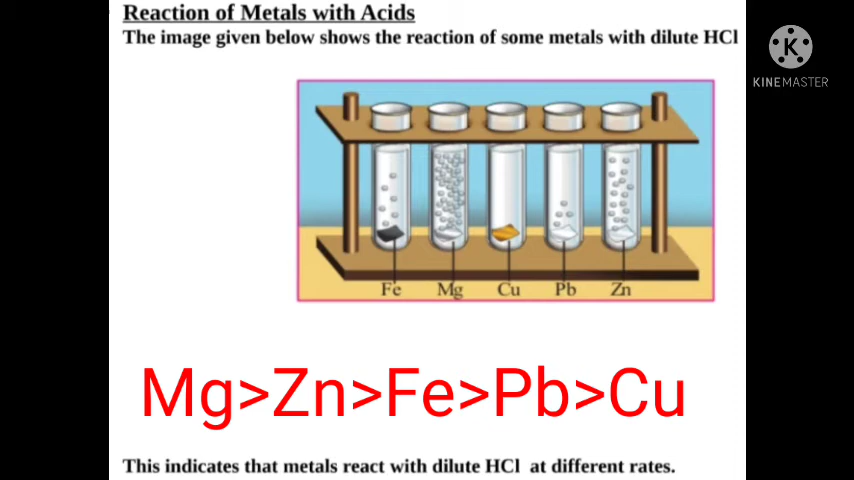 Reaction of Metals with Acids
The image given below shows the reaction of some metals with dilute HCl
K
KINEMASTER
Fe Mg Cu Pb Zn
Mg>Zn>Fe>Pb>Cu
This indicates that metals react with dilute HCl at different rates.